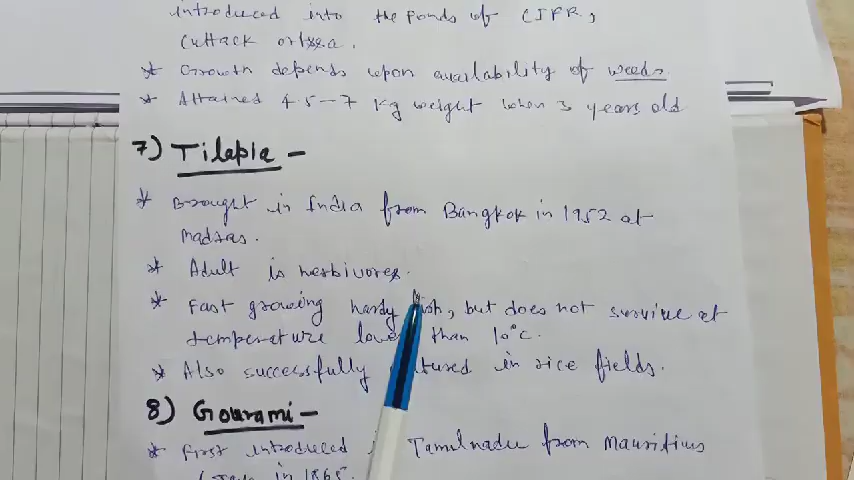 introduced into the Ponds of CIFR,
Cuttack orissa.
* Growth depends upon availability of weeds
* Attained 4.5-7 Kg weight when 3 years old
7) Tilapia -
* Brought in India from Bangkok in 1952 at
Madras.
* Adult is herbivores.
* Fast growing hardy, but does not survive at
temperature than 10°C.
* Also successfully in rice fields.
8) Gourami -
* First introduced Tamilnadu from Mauritius
in 1865.